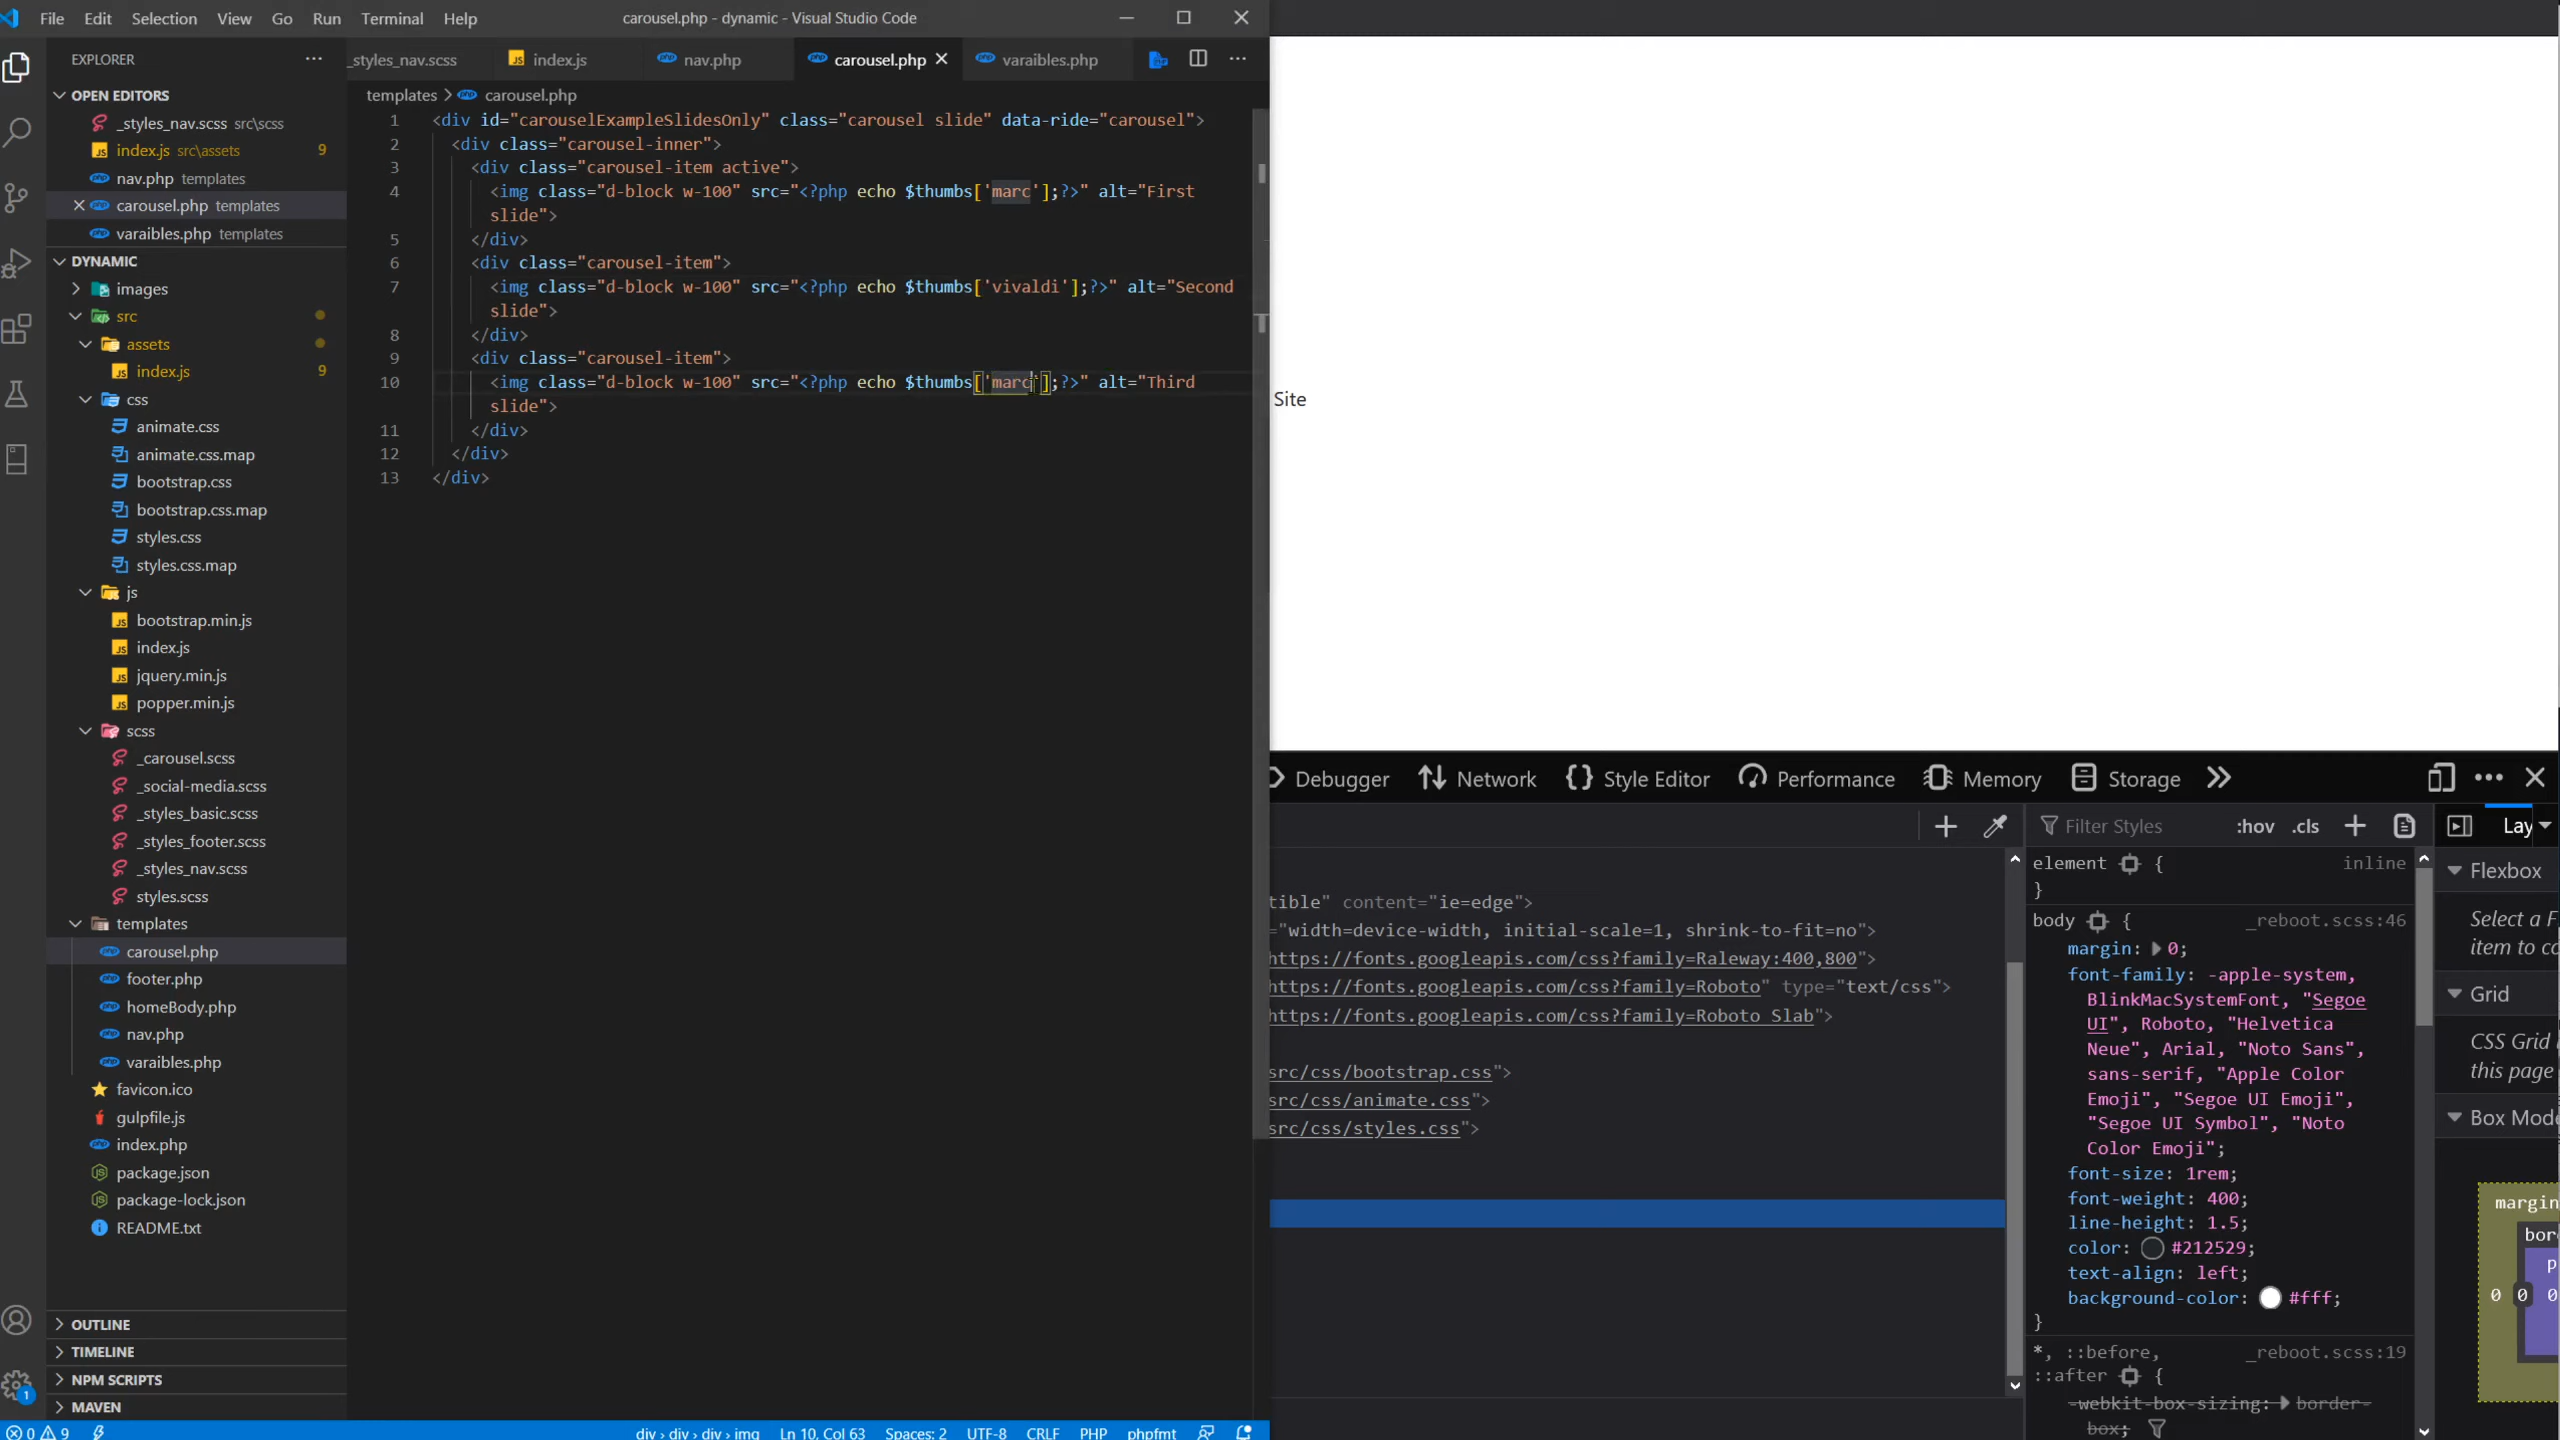 File Edit Selection View Go Run Terminal Help
carousel.php - dynamic - Visual Studio Code
EXPLORER
OPEN EDITORS
_styles_nav.scss src\scss
index.js src\assets 9
nav.php templates
carousel.php templates
varaibles.php templates
DYNAMIC
images
src
assets
index.js 9
css
animate.css
animate.css.map
bootstrap.css
bootstrap.css.map
styles.css
styles.css.map
js
bootstrap.min.js
index.js
jquery.min.js
popper.min.js
scss
_carousel.scss
_social-media.scss
_styles_basic.scss
_styles_footer.scss
_styles_nav.scss
styles.scss
templates
carousel.php
footer.php
homeBody.php
nav.php
varaibles.php
favicon.ico
gulpfile.js
index.php
package.json
package-lock.json
README.txt
OUTLINE
TIMELINE
NPM SCRIPTS
MAVEN
_styles_nav.scss index.js nav.php carousel.php varaibles.php
templates > carousel.php
1 <div id="carouselExampleSlidesOnly" class="carousel slide" data-ride="carousel">
2 <div class="carousel-inner">
3 <div class="carousel-item active">
4 <img class="d-block w-100" src="<?php echo $thumbs['marc'];?>" alt="First
slide">
5 </div>
6 <div class="carousel-item">
7 <img class="d-block w-100" src="<?php echo $thumbs['vivaldi'];?>" alt="Second
slide">
8 </div>
9 <div class="carousel-item">
10 <img class="d-block w-100" src="<?php echo $thumbs['marc'];?>" alt="Third
slide">
11 </div>
12 </div>
13 </div>
0 9
div › div › div › img Ln 10, Col 63 Spaces: 2 UTF-8 CRLF PHP phpfmt
1
Site
Debugger Network Style Editor Performance Memory Storage
tible" content="ie=edge">
="width=device-width, initial-scale=1, shrink-to-fit=no">
https://fonts.googleapis.com/css?family=Raleway:400,800">
https://fonts.googleapis.com/css?family=Roboto" type="text/css">
https://fonts.googleapis.com/css?family=Roboto Slab">
src/css/bootstrap.css">
src/css/animate.css">
src/css/styles.css">
Filter Styles :hov .cls
element { inline
}
body { _reboot.scss:46
margin: 0;
font-family: -apple-system,
BlinkMacSystemFont, "Segoe
UI", Roboto, "Helvetica
Neue", Arial, "Noto Sans",
sans-serif, "Apple Color
Emoji", "Segoe UI Emoji",
"Segoe UI Symbol", "Noto
Color Emoji";
font-size: 1rem;
font-weight: 400;
line-height: 1.5;
color: #212529;
text-align: left;
background-color: #fff;
}
*, ::before, _reboot.scss:19
::after {
-webkit-box-sizing: border-
box;
Lay
Flexbox
Select a F
item to co
Grid
CSS Grid
this page
Box Mode
margin
bor
p
0 0 0